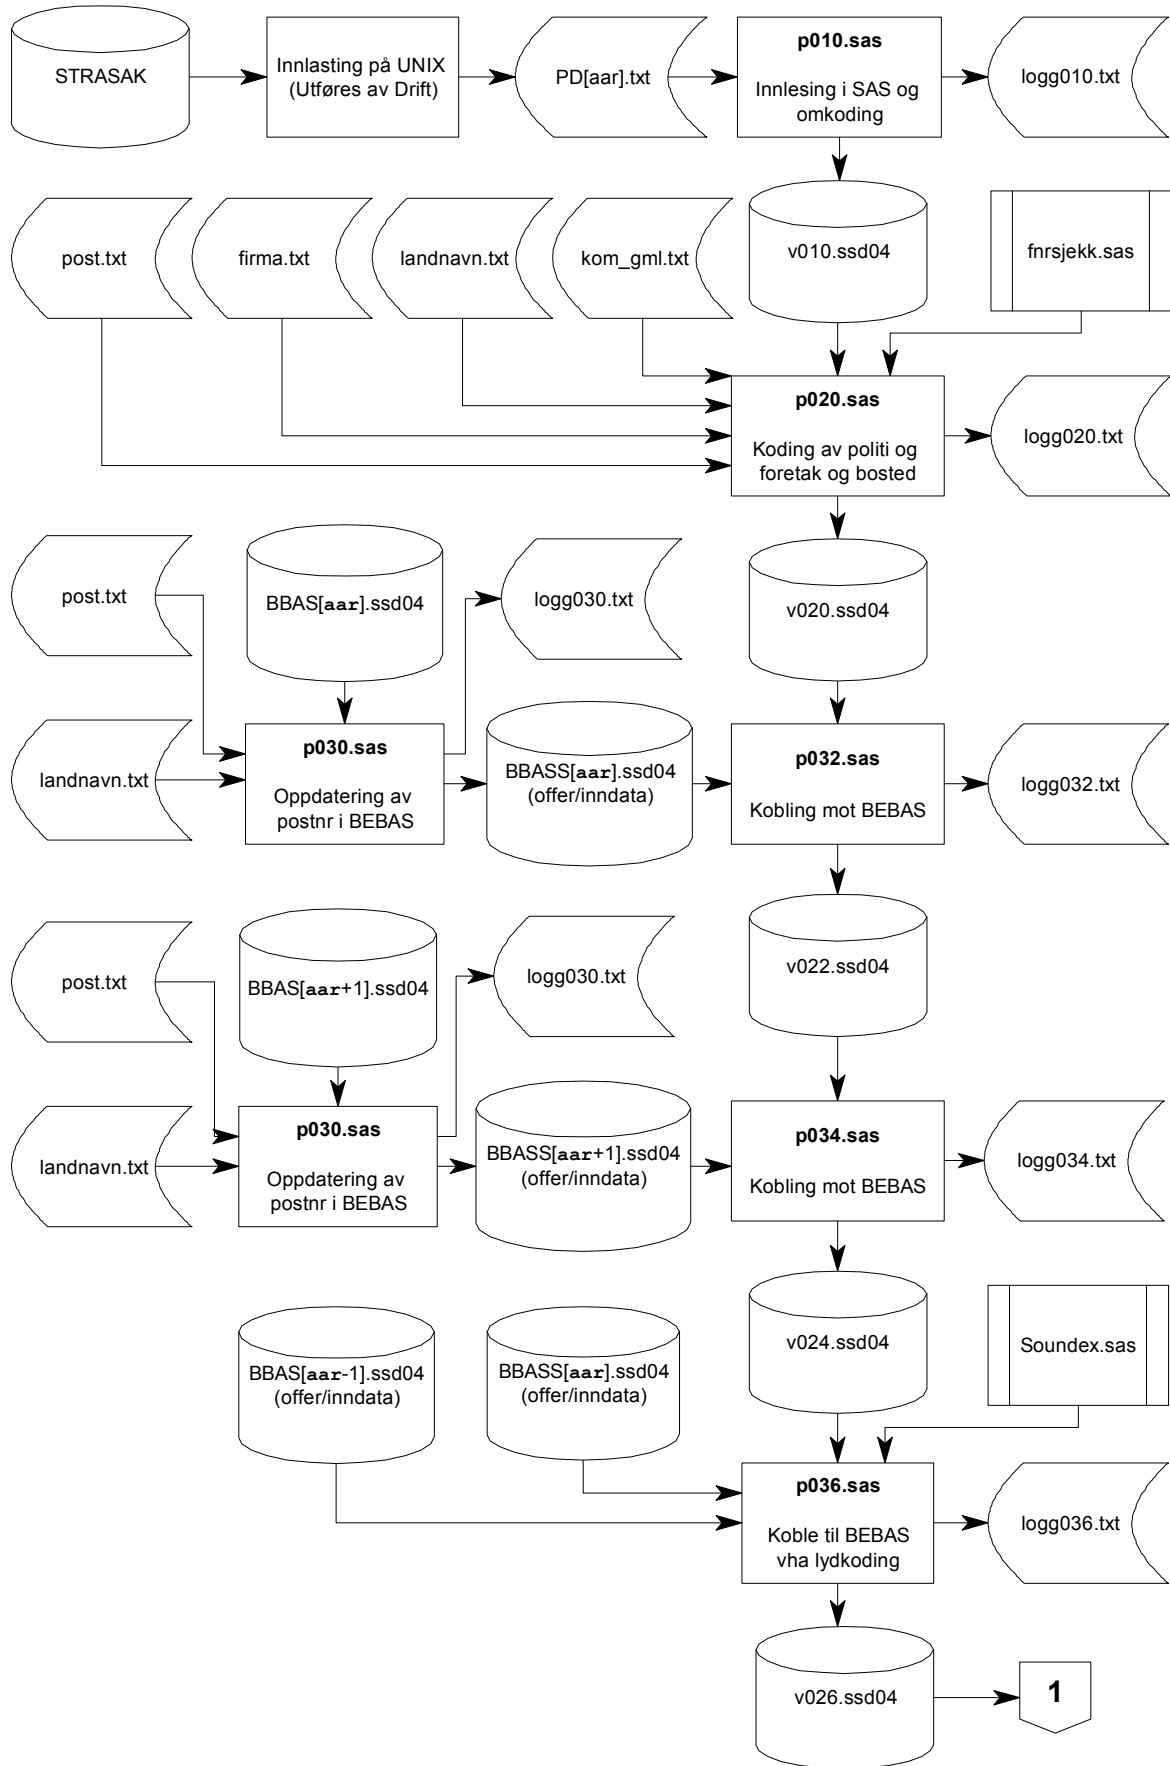 STRASAK
Innlasting på UNIX
(Utføres av Drift)
PD[aar].txt
p010.sas
Innlesing i SAS og
omkoding
logg010.txt
post.txt
firma.txt
landnavn.txt
kom_gml.txt
v010.ssd04
fnrsjekk.sas
p020.sas
Koding av politi og
foretak og bosted
logg020.txt
post.txt
BBAS[aar].ssd04
logg030.txt
v020.ssd04
landnavn.txt
p030.sas
Oppdatering av
postnr i BEBAS
BBASS[aar].ssd04
(offer/inndata)
p032.sas
Kobling mot BEBAS
logg032.txt
post.txt
BBAS[aar+1].ssd04
logg030.txt
v022.ssd04
landnavn.txt
p030.sas
Oppdatering av
postnr i BEBAS
BBASS[aar+1].ssd04
(offer/inndata)
p034.sas
Kobling mot BEBAS
logg034.txt
BBAS[aar-1].ssd04
(offer/inndata)
BBASS[aar].ssd04
(offer/inndata)
v024.ssd04
Soundex.sas
p036.sas
Koble til BEBAS
vha lydkoding
logg036.txt
v026.ssd04
1